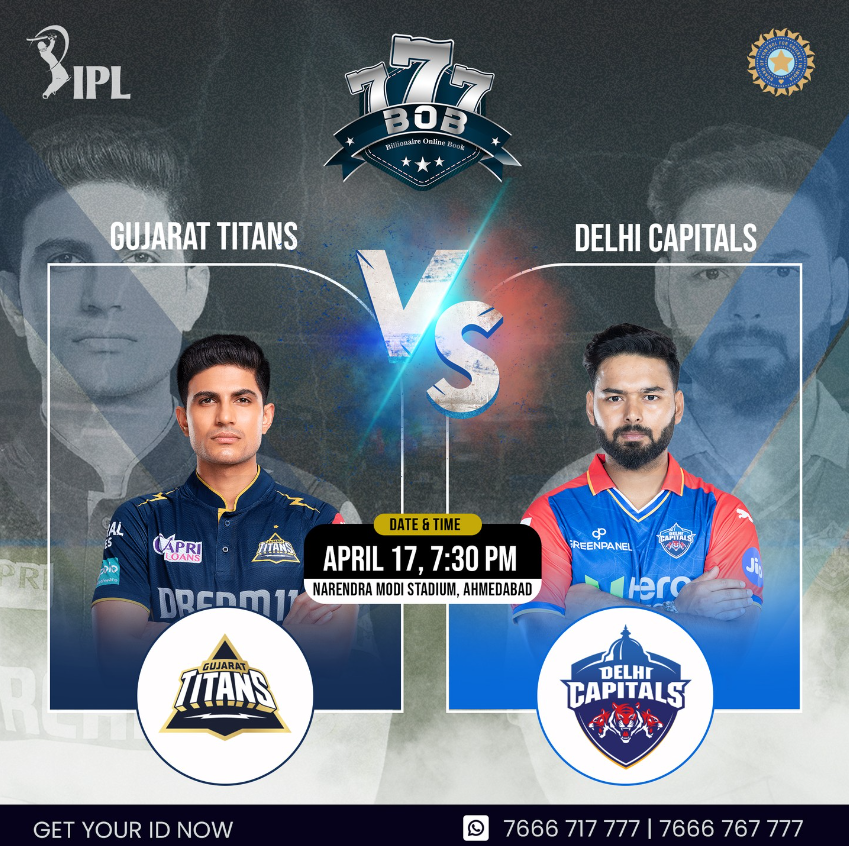 IPL
777
BOB
Billionaire Online Book
GUJARAT TITANS
DELHI CAPITALS
VS
CAPRI
LOANS
DREAM11
TITANS
GREENPANEL
DELHI
CAPITALS
Hero
Jio
DATE & TIME
APRIL 17, 7:30 PM
NARENDRA MODI STADIUM, AHMEDABAD
GUJARAT
TITANS
DELHI
CAPITALS
GET YOUR ID NOW
7666 717 777 | 7666 767 777